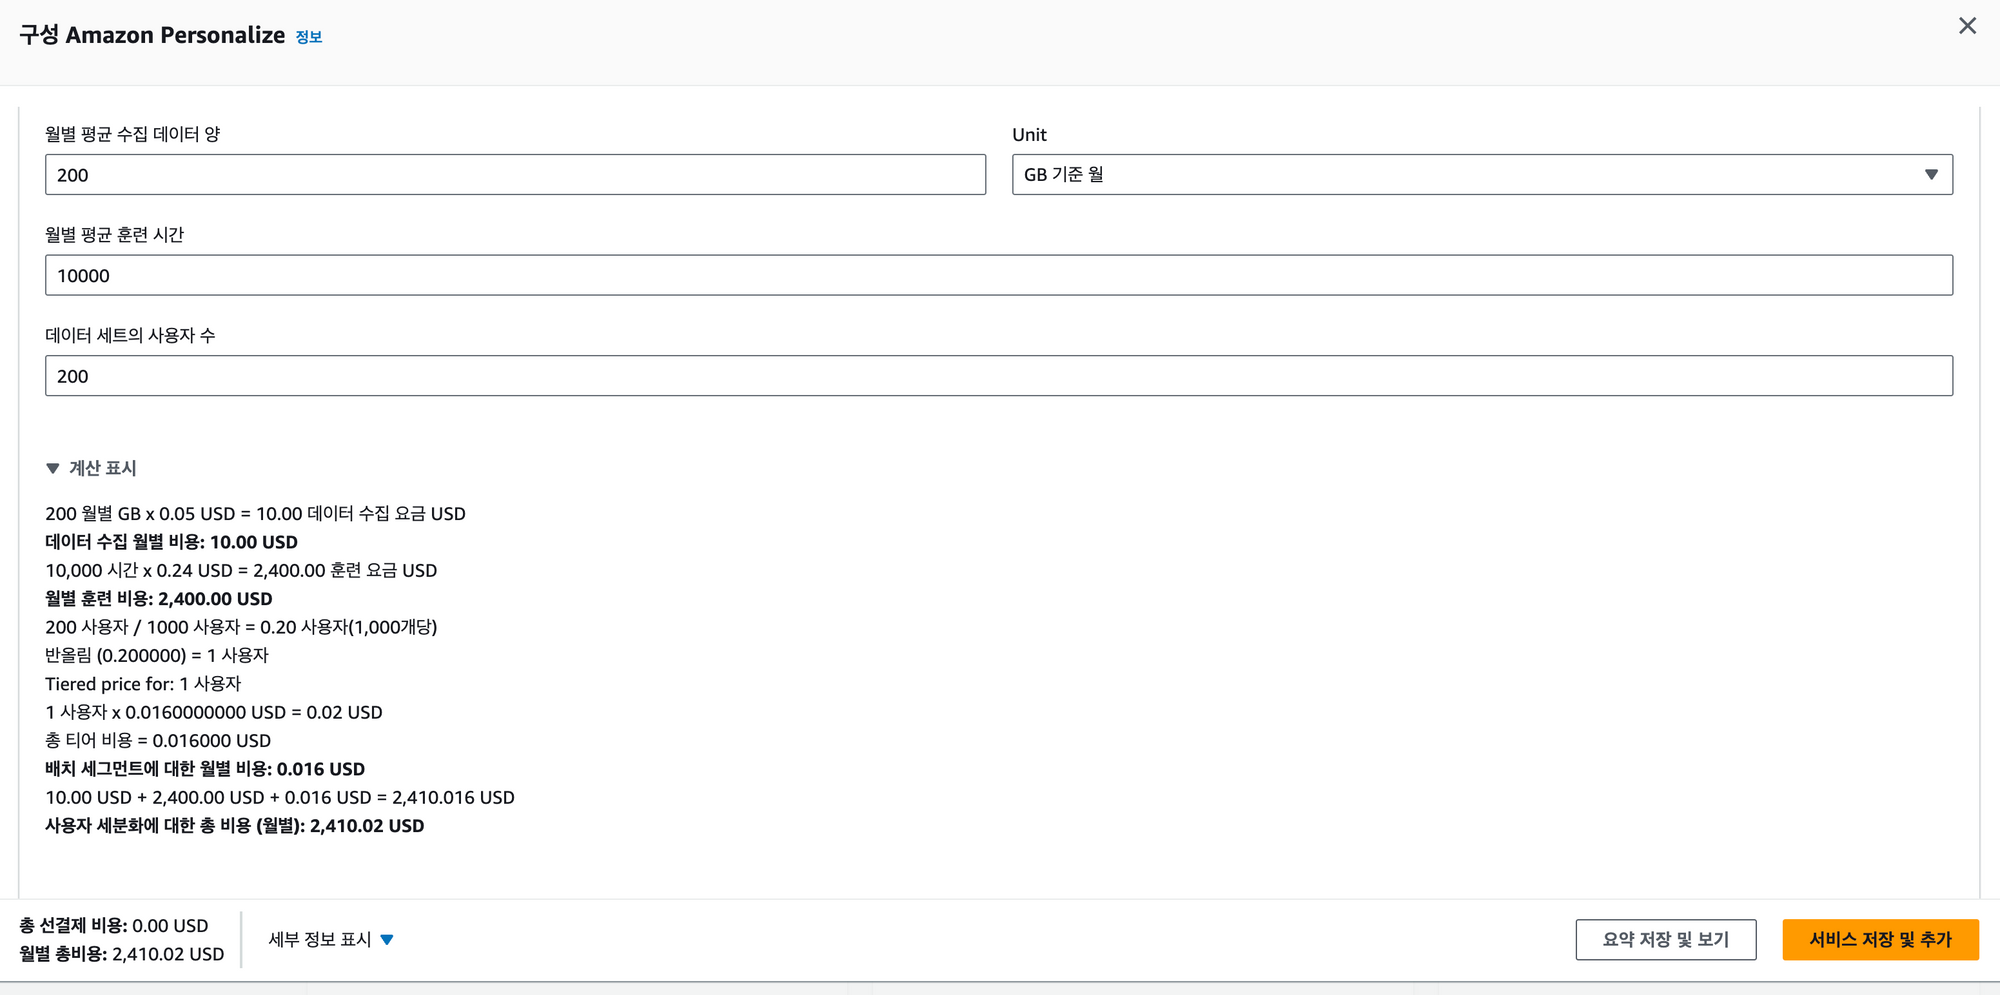 구성 Amazon Personalize 정보
월별 평균 수집 데이터 양
200
Unit
GB 기준 월
월별 평균 훈련 시간
10000
데이터 세트의 사용자 수
200
계산 표시
200 월별 GB x 0.05 USD = 10.00 데이터 수집 요금 USD
데이터 수집 월별 비용: 10.00 USD
10,000 시간 x 0.24 USD = 2,400.00 훈련 요금 USD
월별 훈련 비용: 2,400.00 USD
200 사용자 / 1000 사용자 = 0.20 사용자(1,000개당)
반올림 (0.200000) = 1 사용자
Tiered price for: 1 사용자
1 사용자 x 0.0160000000 USD = 0.02 USD
총 티어 비용 = 0.016000 USD
배치 세그먼트에 대한 월별 비용: 0.016 USD
10.00 USD + 2,400.00 USD + 0.016 USD = 2,410.016 USD
사용자 세분화에 대한 총 비용 (월별): 2,410.02 USD
총 선결제 비용: 0.00 USD
월별 총비용: 2,410.02 USD
세부 정보 표시
요약 저장 및 보기
서비스 저장 및 추가